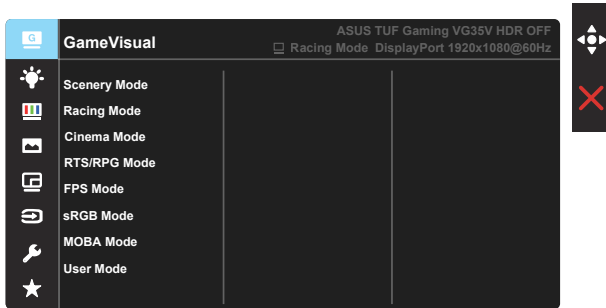 G
GameVisual
ASUS TUF Gaming VG35V HDR OFF
Racing Mode DisplayPort 1920x1080@60Hz
Scenery Mode
Racing Mode
Cinema Mode
RTS/RPG Mode
FPS Mode
sRGB Mode
MOBA Mode
User Mode